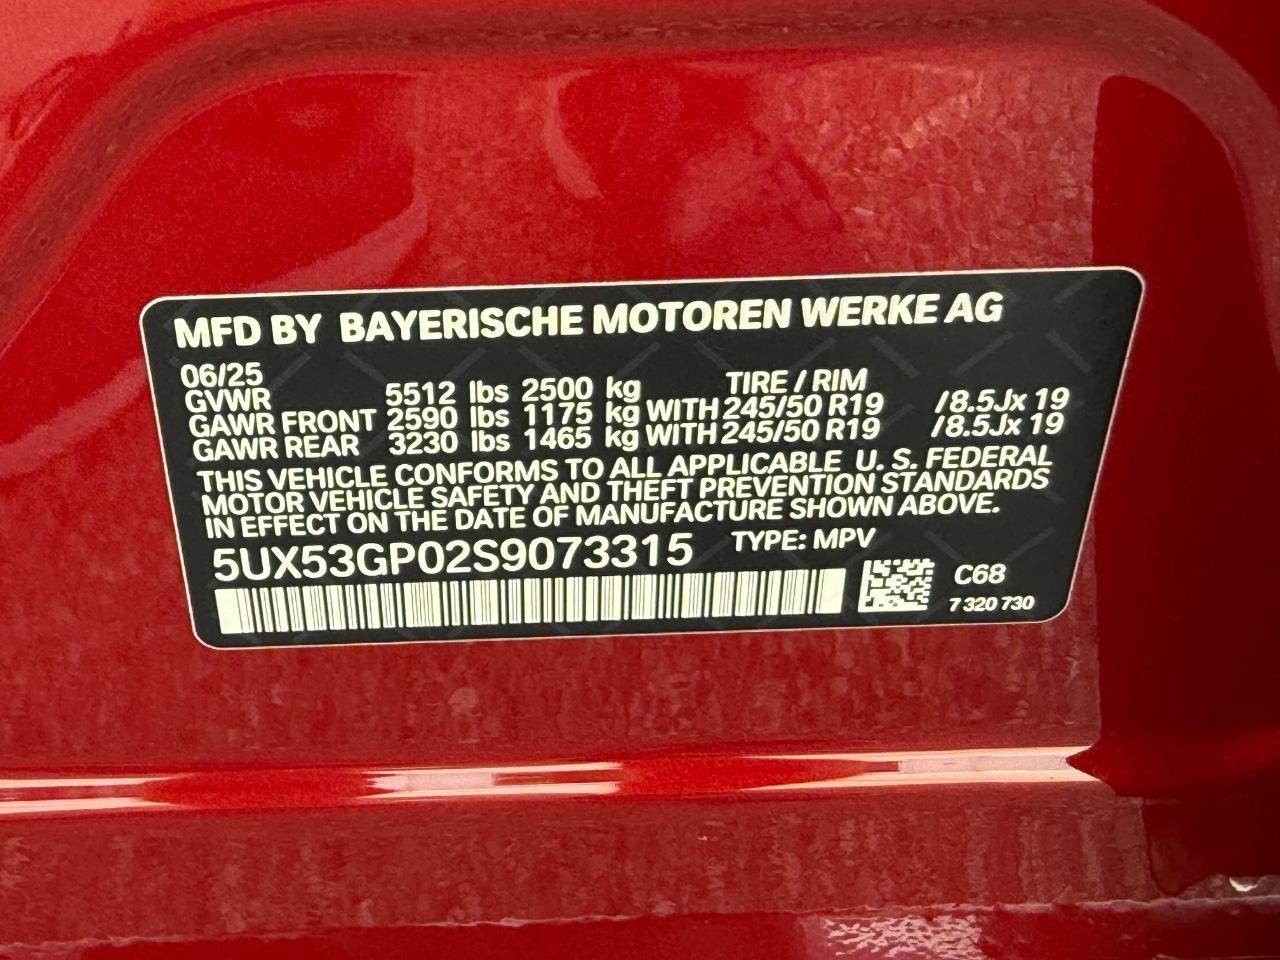 MFD BY BAYERISCHE MOTOREN WERKE AG
06/25
GVWR 5512 lbs 2500 kg TIRE / RIM
GAWR FRONT 2590 lbs 1175 kg WITH 245/50 R19 /8.5Jx 19
GAWR REAR 3230 lbs 1465 kg WITH 245/50 R19 /8.5Jx 19
THIS VEHICLE CONFORMS TO ALL APPLICABLE U. S. FEDERAL
MOTOR VEHICLE SAFETY AND THEFT PREVENTION STANDARDS
IN EFFECT ON THE DATE OF MANUFACTURE SHOWN ABOVE.
5UX53GP02S9073315 TYPE: MPV
C68
7 320 730